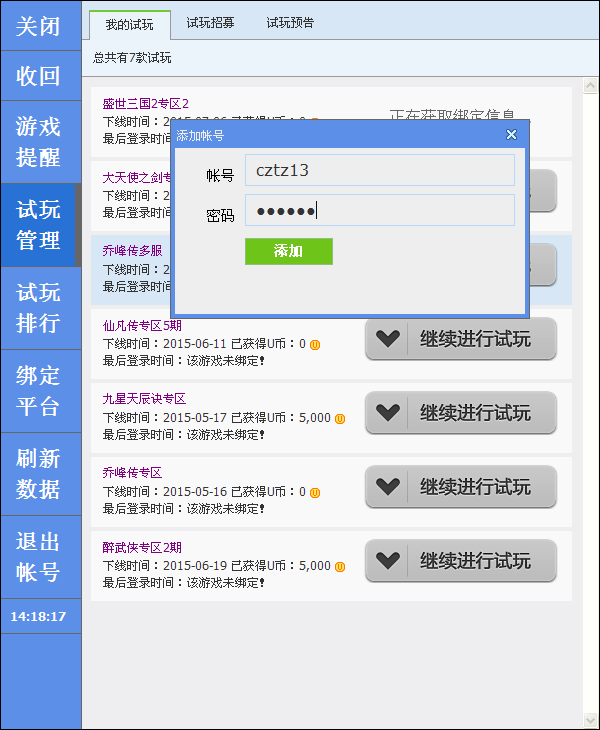 关闭
收回
游戏
提醒
试玩
管理
试玩
排行
绑定
平台
刷新
数据
退出
帐号
14:18:17
我的试玩
试玩招募
试玩预告
总共有7款试玩
盛世三国2专区2
下线时间：2015-07-06 已获得U币：0
最后登录时
正在获取绑定信息
添加帐号
帐号
cztz13
密码
●●●●●●
添加
大天使之剑专
下线时间：2
最后登录时间
乔峰传多服
下线时间：2
最后登录时间
仙凡传专区5期
下线时间：2015-06-11 已获得U币：0
最后登录时间：该游戏未绑定!
继续进行试玩
九星天辰诀专区
下线时间：2015-05-17 已获得U币：5,000
最后登录时间：该游戏未绑定!
继续进行试玩
乔峰传专区
下线时间：2015-05-16 已获得U币：0
最后登录时间：该游戏未绑定!
继续进行试玩
醉武侠专区2期
下线时间：2015-06-19 已获得U币：5,000
最后登录时间：该游戏未绑定!
继续进行试玩